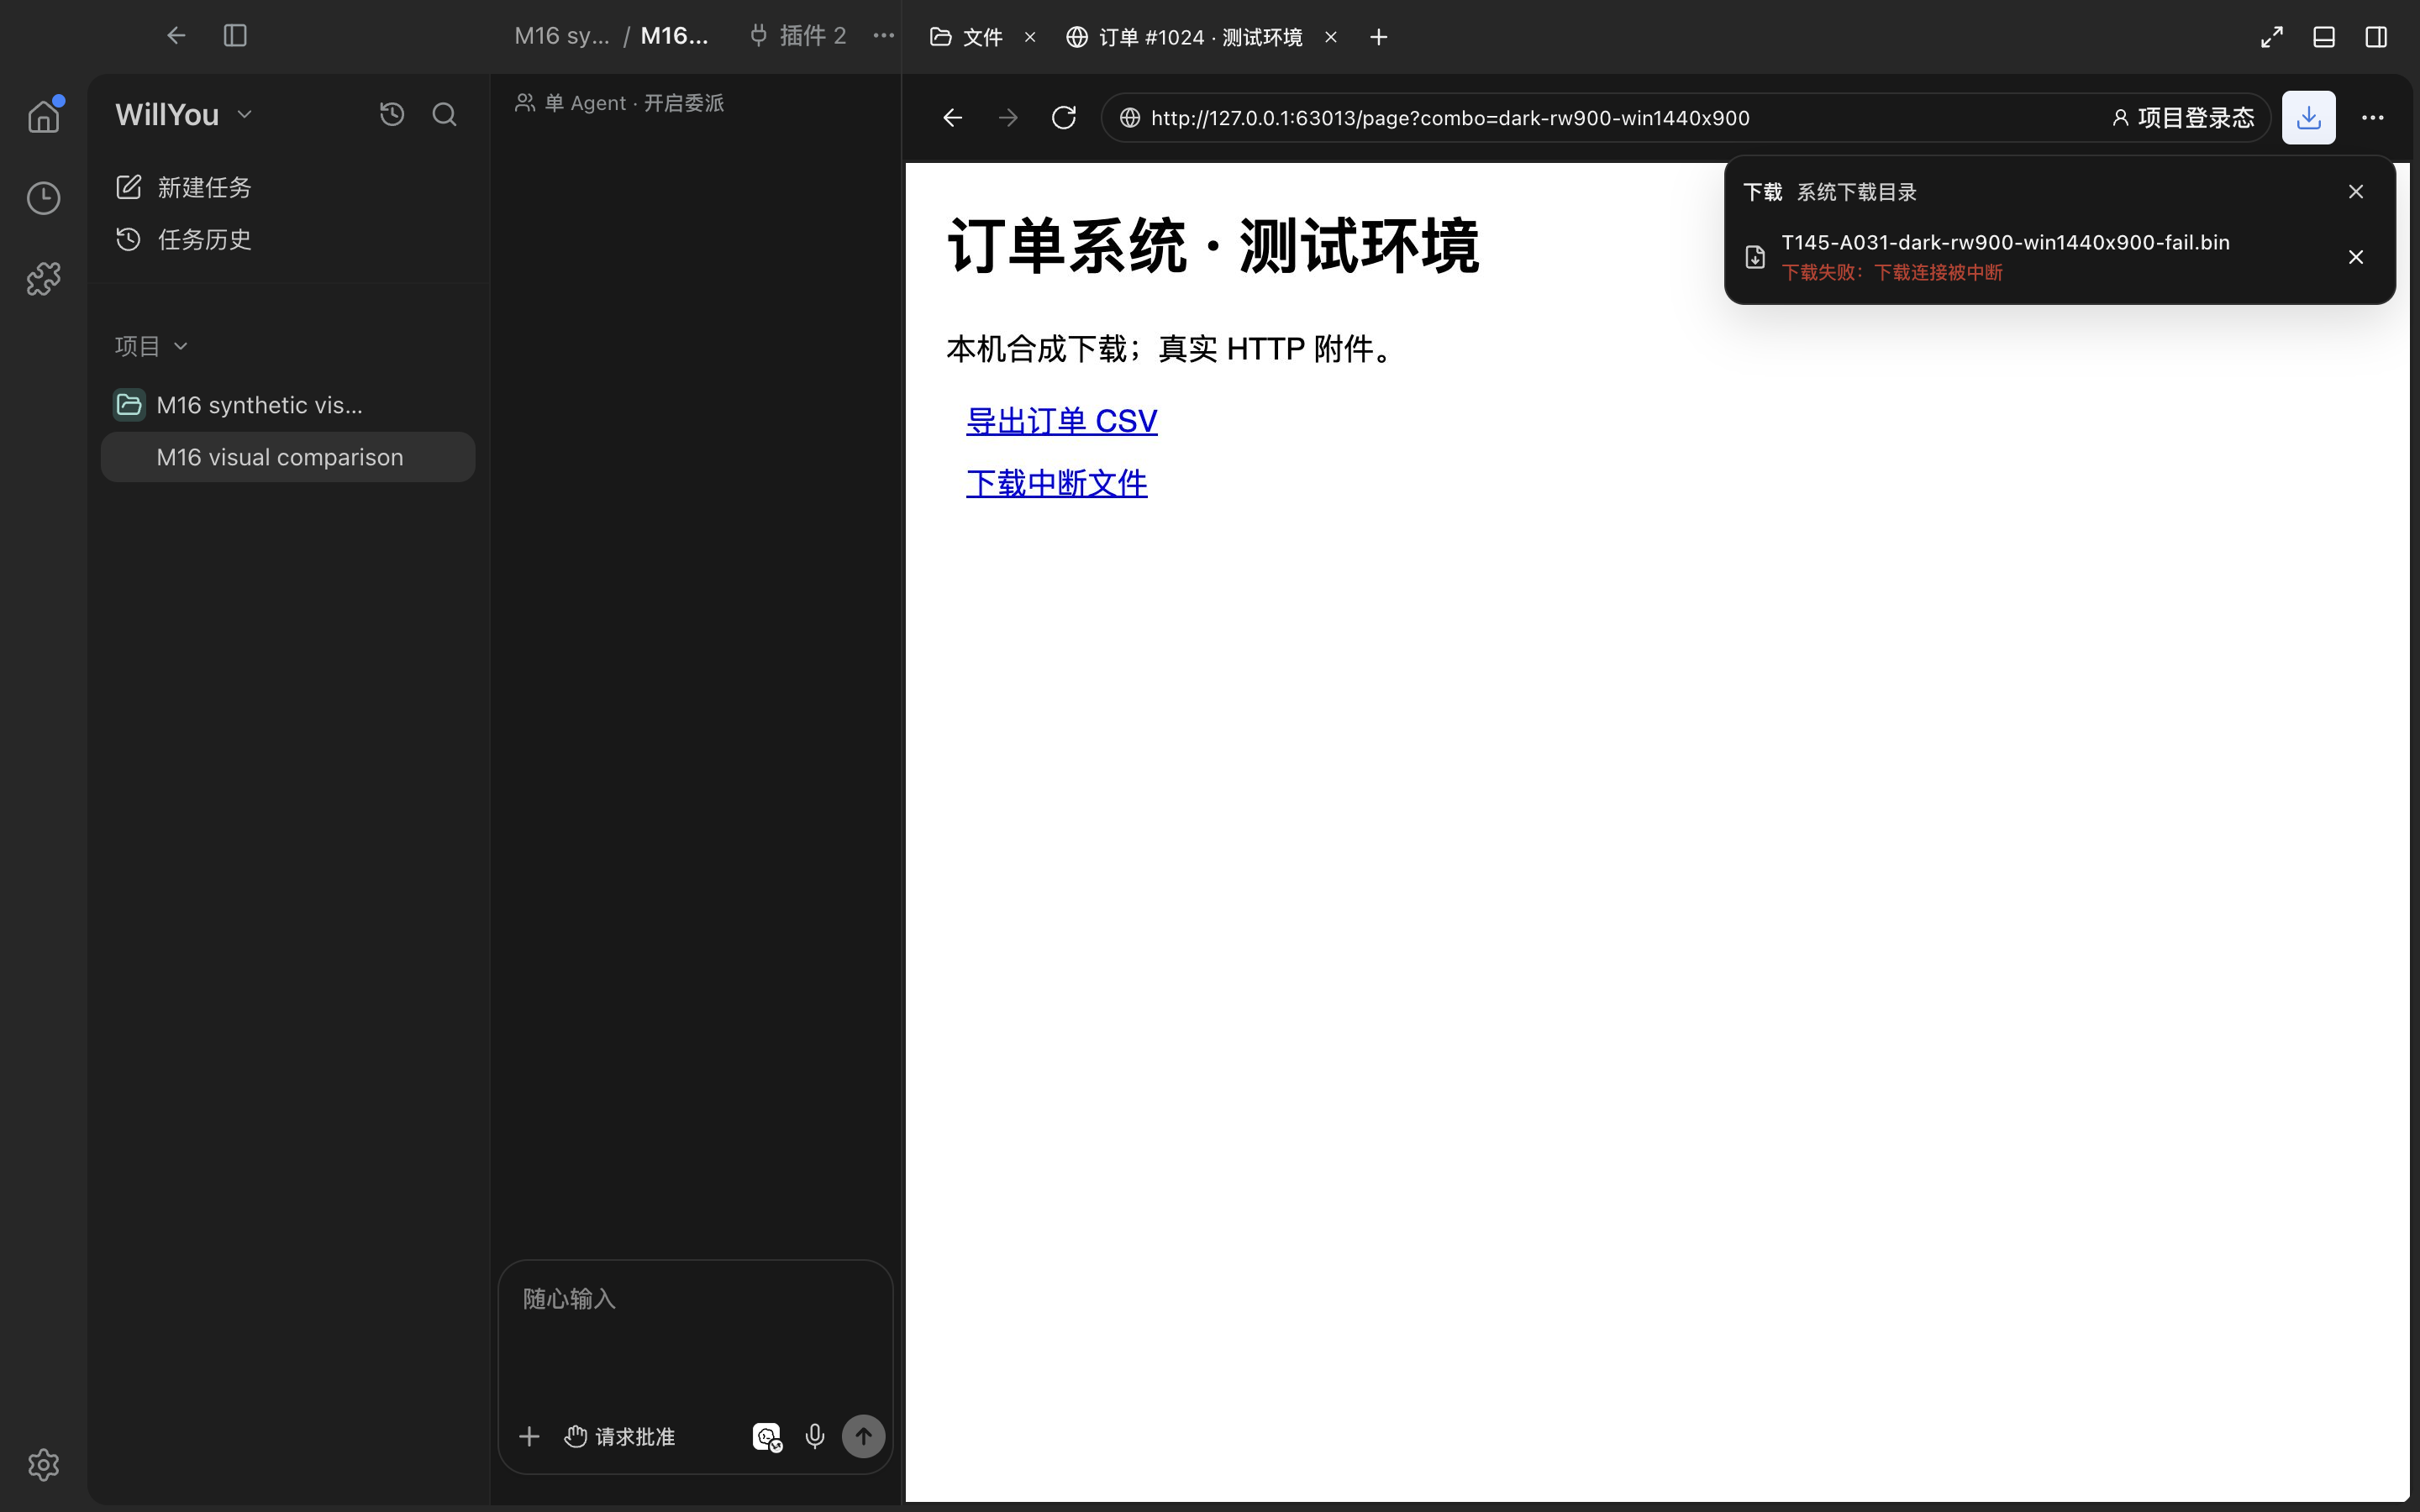 M16 sy... / M16... 插件 2
文件 订单 #1024 · 测试环境
WillYou
新建任务
任务历史
项目
M16 synthetic vis...
M16 visual comparison
单 Agent · 开启委派
随心输入
请求批准
http://127.0.0.1:63013/page?combo=dark-rw900-win1440x900 项目登录态
下载 系统下载目录
T145-A031-dark-rw900-win1440x900-fail.bin
下载失败：下载连接被中断
订单系统 · 测试环境
本机合成下载；真实 HTTP 附件。
导出订单 CSV
下载中断文件